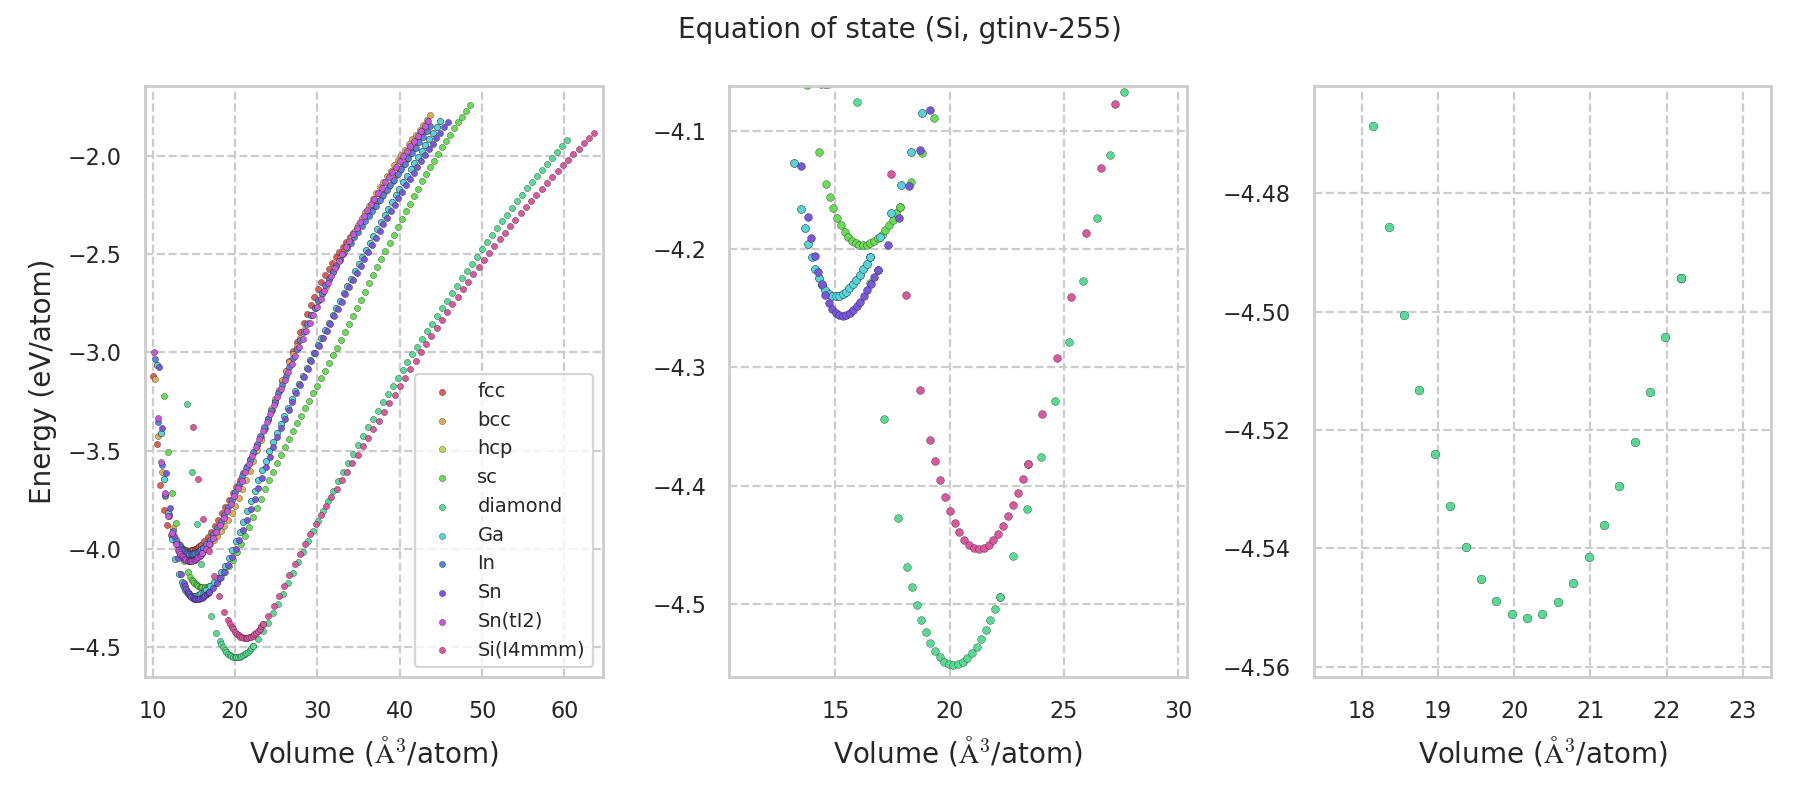 Equation of state (Si, gtinv-255)
Energy (eV/atom)
−2.0
−2.5
−3.0
−3.5
−4.0
−4.5
fcc
bcc
hcp
sc
diamond
Ga
In
Sn
Sn(tI2)
Si(I4mmm)
10 20 30 40 50 60
Volume (Å³/atom)
−4.1
−4.2
−4.3
−4.4
−4.5
15 20 25 30
Volume (Å³/atom)
−4.48
−4.50
−4.52
−4.54
−4.56
18 19 20 21 22 23
Volume (Å³/atom)